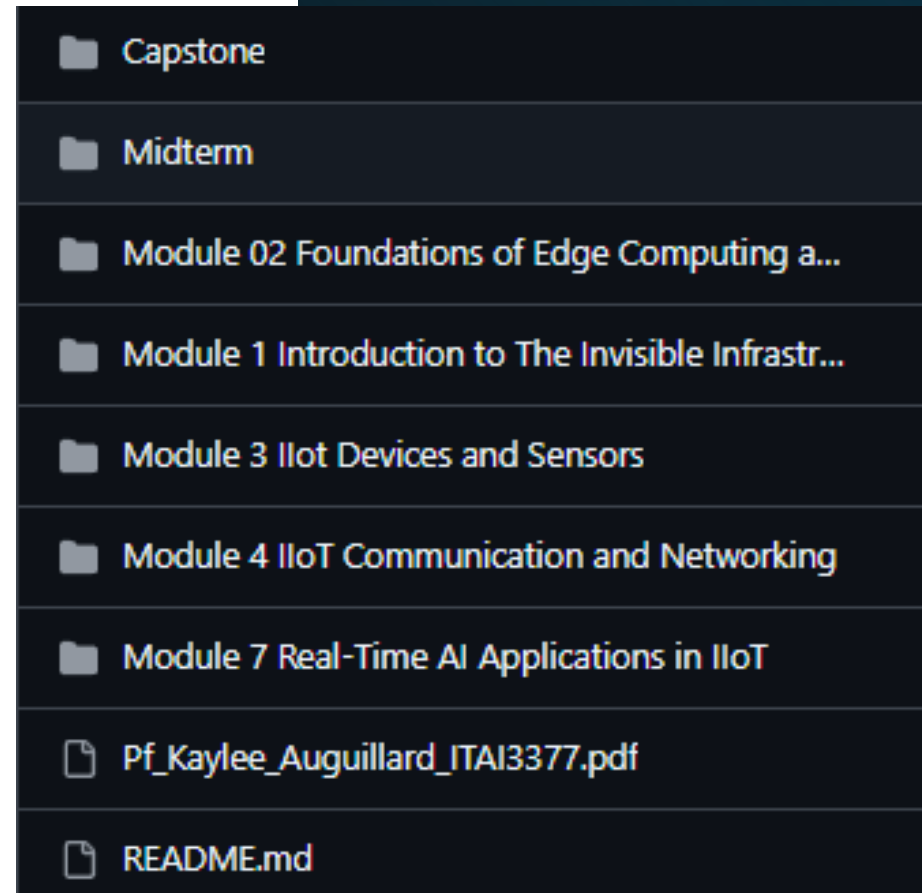 Capstone
Midterm
Module 02 Foundations of Edge Computing a...
Module 1 Introduction to The Invisible Infrastr...
Module 3 IIot Devices and Sensors
Module 4 IIoT Communication and Networking
Module 7 Real-Time AI Applications in IIoT
Pf_Kaylee_Auguillard_ITAI3377.pdf
README.md